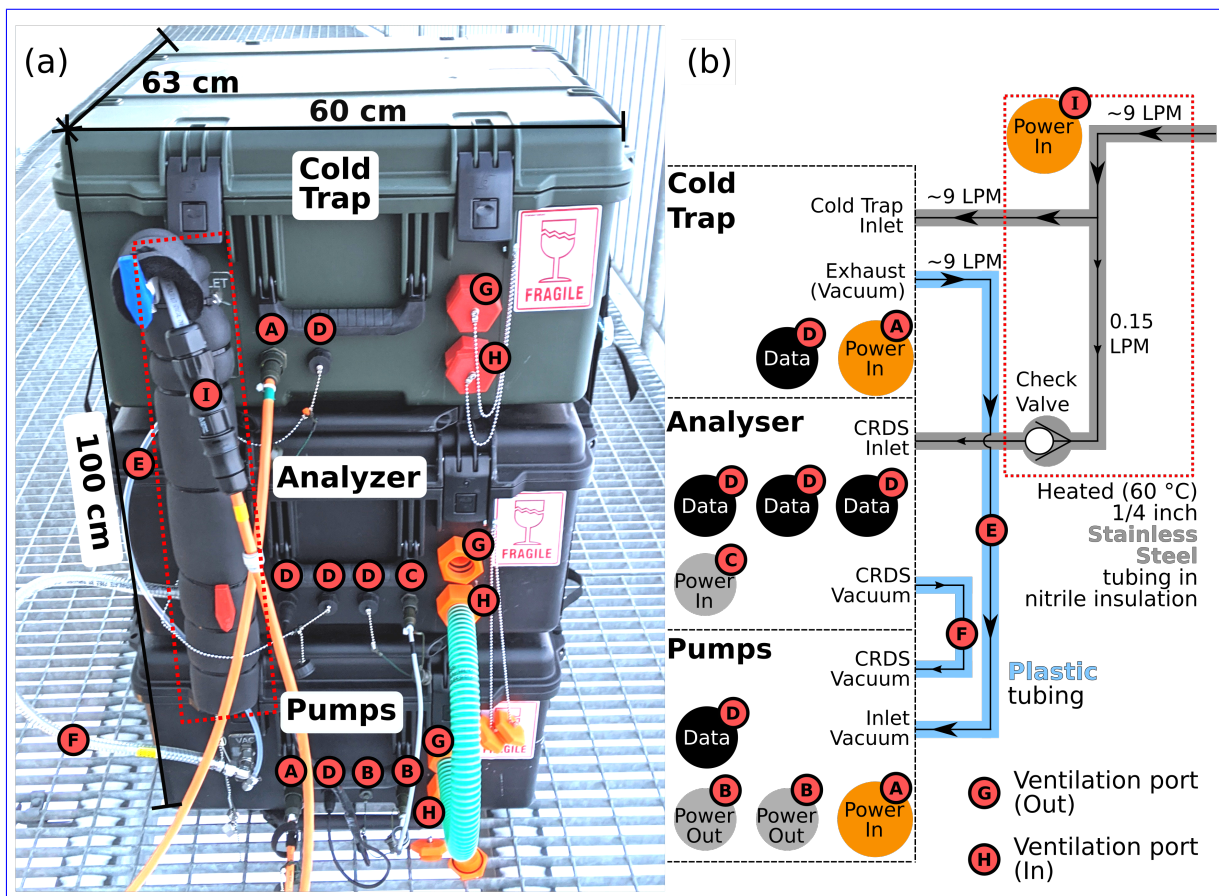 (a)
63 cm
60 cm
Cold
Trap
FRAGILE
G
A
D
H
I
100 cm
E
Analyzer
FRAGILE
G
D
D
D
C
H
Pumps
FRAGILE
F
G
A
D
B
B
H
(b)
I
Power
In
~9 LPM
Cold
Trap
~9 LPM
Cold Trap
Inlet
Exhaust
(Vacuum)
~9 LPM
D
Data
A
Power
In
0.15
LPM
Check
Valve
Analyser
CRDS
Inlet
D
Data
D
Data
D
Data
C
Power
In
CRDS
Vacuum
Heated (60 °C)
1/4 inch
Stainless
Steel
tubing in
nitrile insulation
E
F
Pumps
CRDS
Vacuum
Plastic
tubing
D
Data
Inlet
Vacuum
B
Power
Out
B
Power
Out
A
Power
In
G
Ventilation port
(Out)
H
Ventilation port
(In)